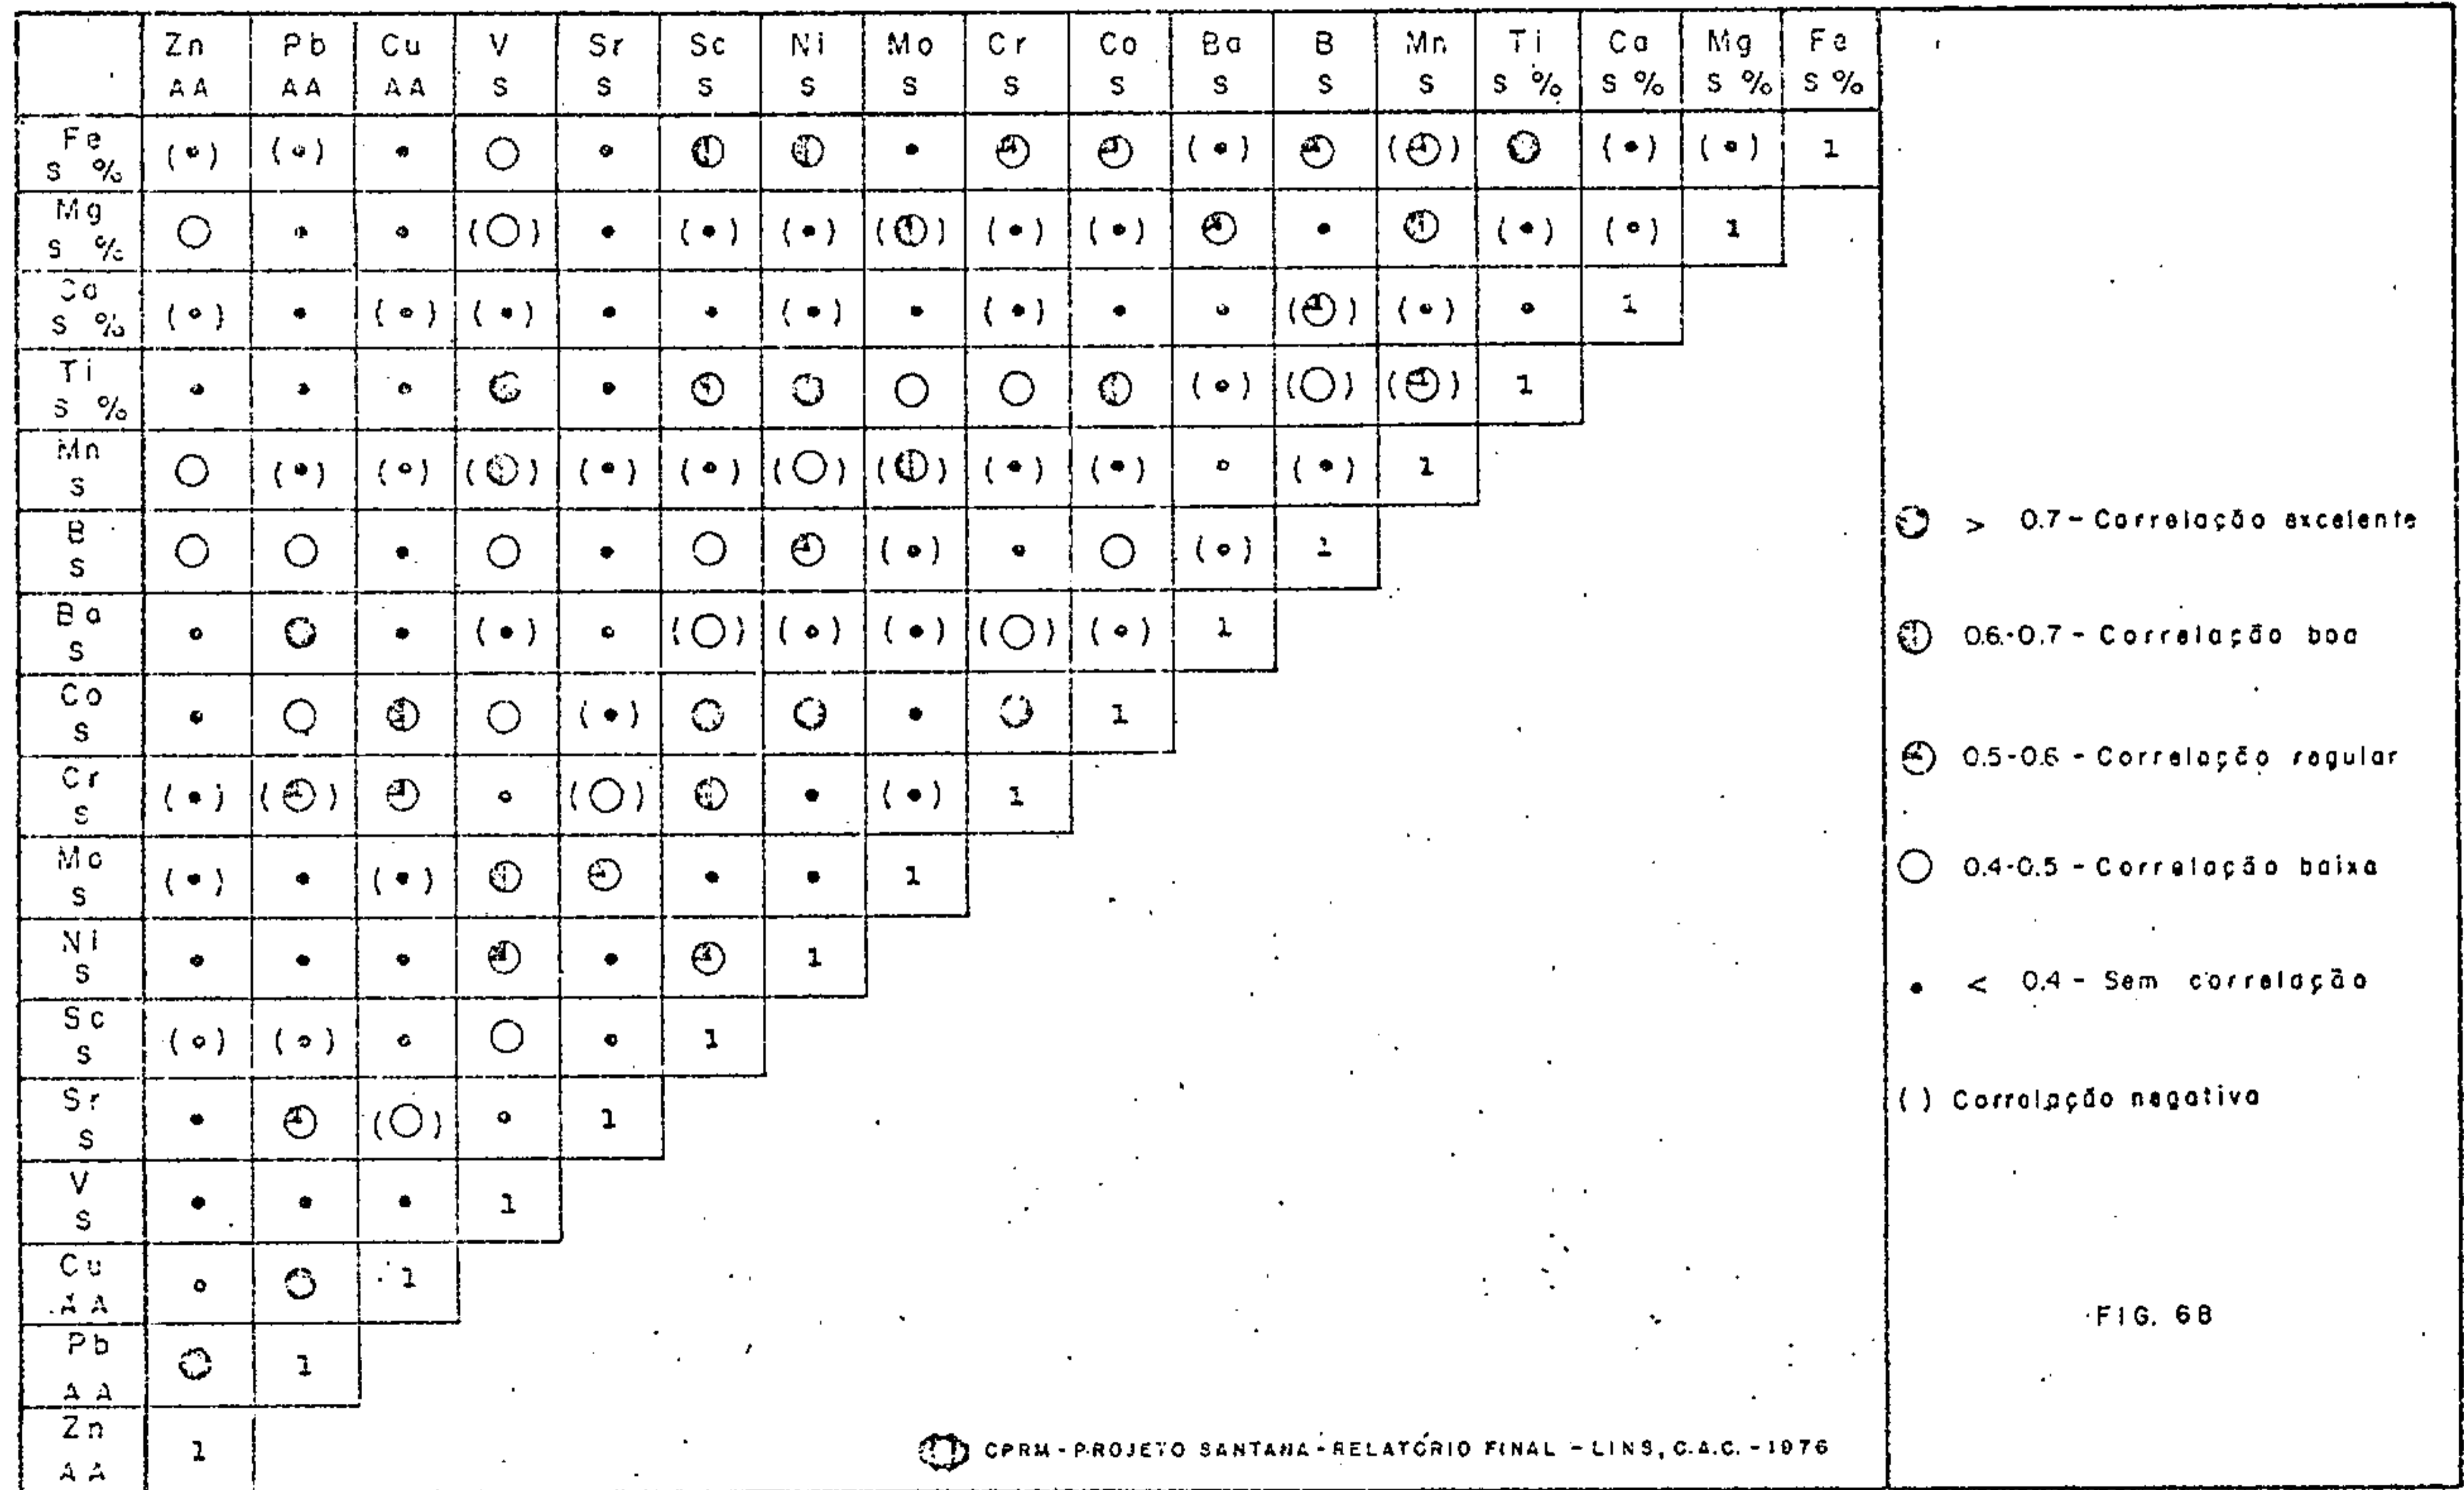 Zn Pb Cu V Sr Sc Ni Mo Cr Co Ba B Mn Ti Ca Mg Fe
AA AA AA S S S S S S S S S S S % S % S % S %
Fe ( • ) ( • ) • ○ • • ( • ) ( ) ( • ) ( • ) 1
S %
Mg ○ • • (○) • ( • ) ( • ) ( ) ( • ) ( • ) • ( • ) ( • ) 1
S %
Ca ( • ) • ( • ) ( • ) • • ( • ) • ( • ) • • ( ) ( • ) • 1
S %
Ti • • • • ○ ○ ( • ) (○) ( ) 1
S %
Mn ○ ( • ) ( • ) ( ) ( • ) ( • ) (○) ( ) ( • ) ( • ) • ( • ) 1
S
B ○ ○ • ○ • ○ ( • ) • ○ ( • ) 1
S
Ba • • ( • ) • (○) ( • ) ( • ) (○) ( • ) 1
S
Co • ○ ○ ( • ) • 1
S
Cr ( • ) ( ) • (○) • ( • ) 1
S
Mo ( • ) • ( • ) • • 1
S
Ni • • • • 1
S
Sc ( • ) ( • ) • ○ • 1
S
Sr • (○) • 1
S
V • • • 1
S
Cu • 1
AA
Pb 1
AA
Zn 1
AA
> 0.7 - Correlação excelente
0.6-0.7 - Correlação boa
0.5-0.6 - Correlação regular
○ 0.4-0.5 - Correlação baixa
• < 0.4 - Sem correlação
( ) Correlação negativa
FIG. 68
CPRM - PROJETO SANTANA - RELATÓRIO FINAL - LINS, C.A.C. - 1976